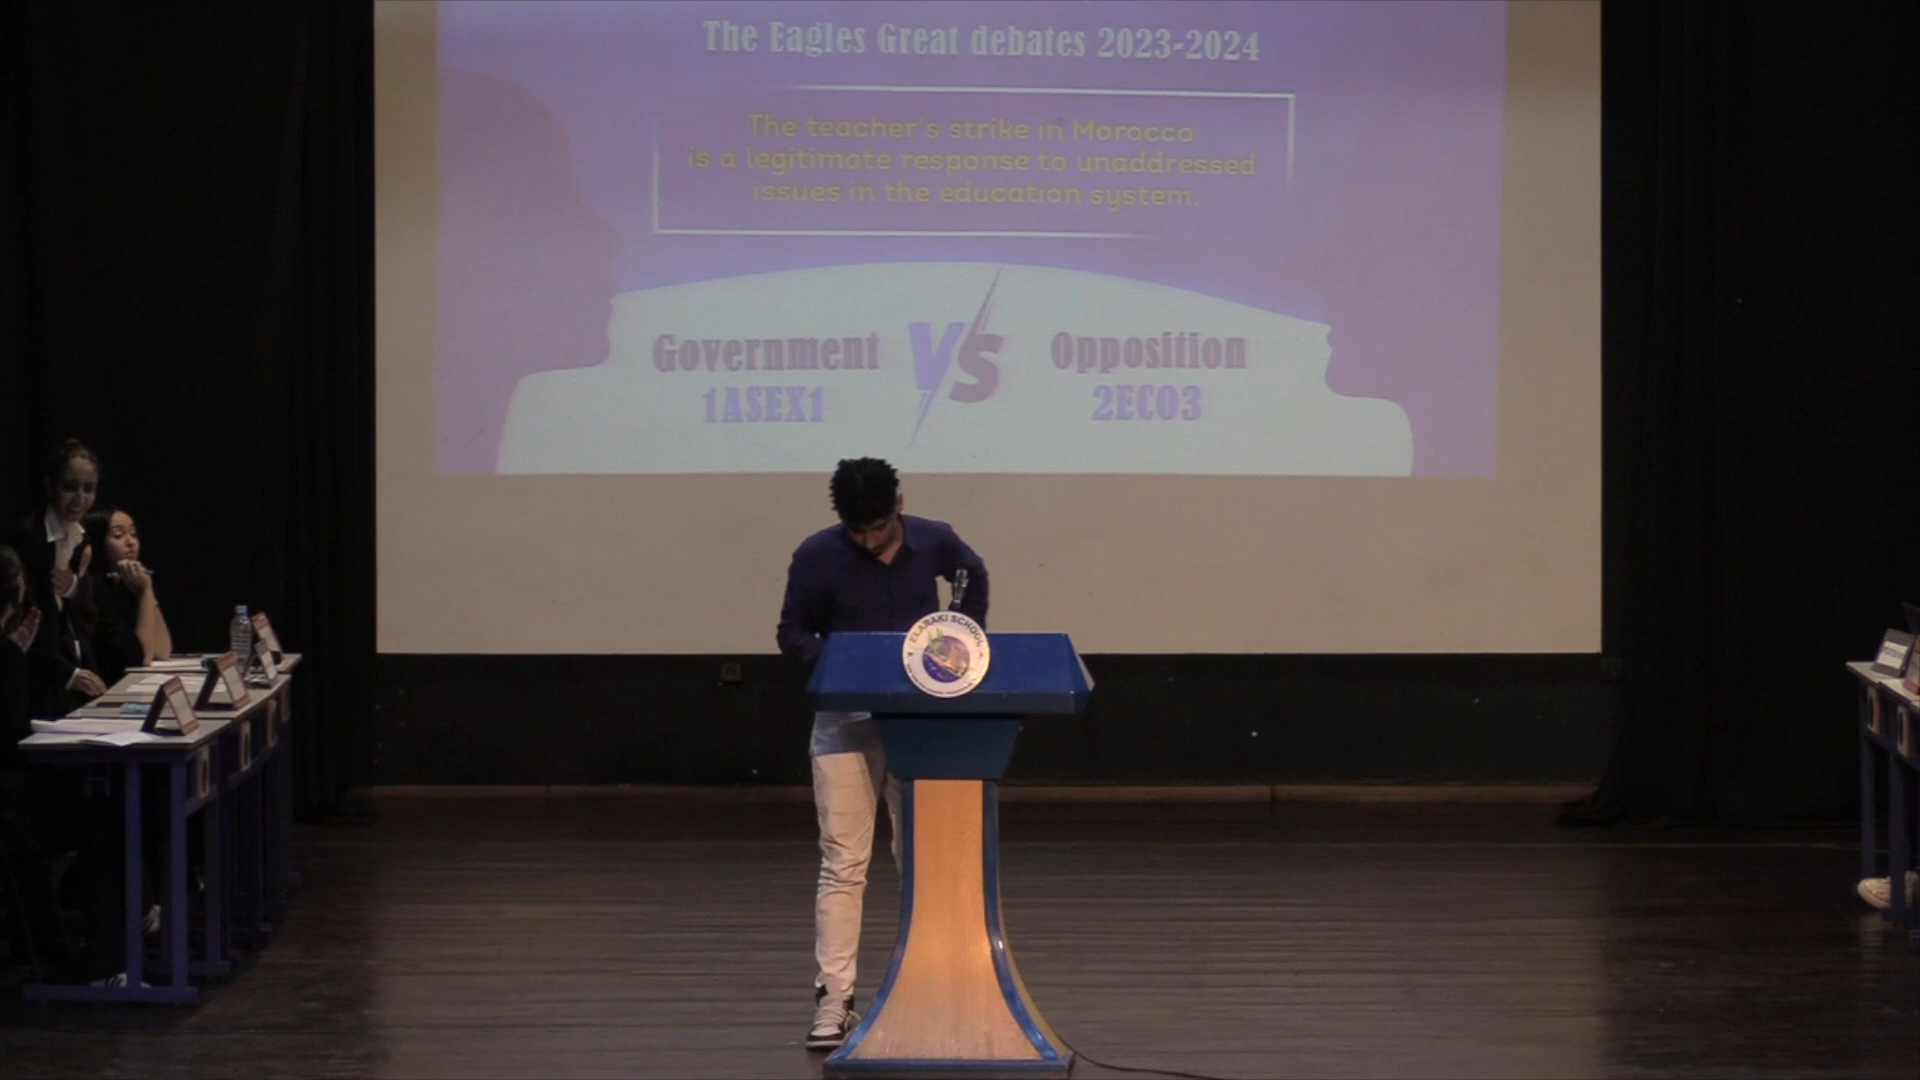 The Eagles Great debates 2023-2024
The teacher's strike in Morocco
is a legitimate response to unaddressed
issues in the education system.
Government
1ASEX1
VS
Opposition
2ECO3
ELARAKI SCHOOL